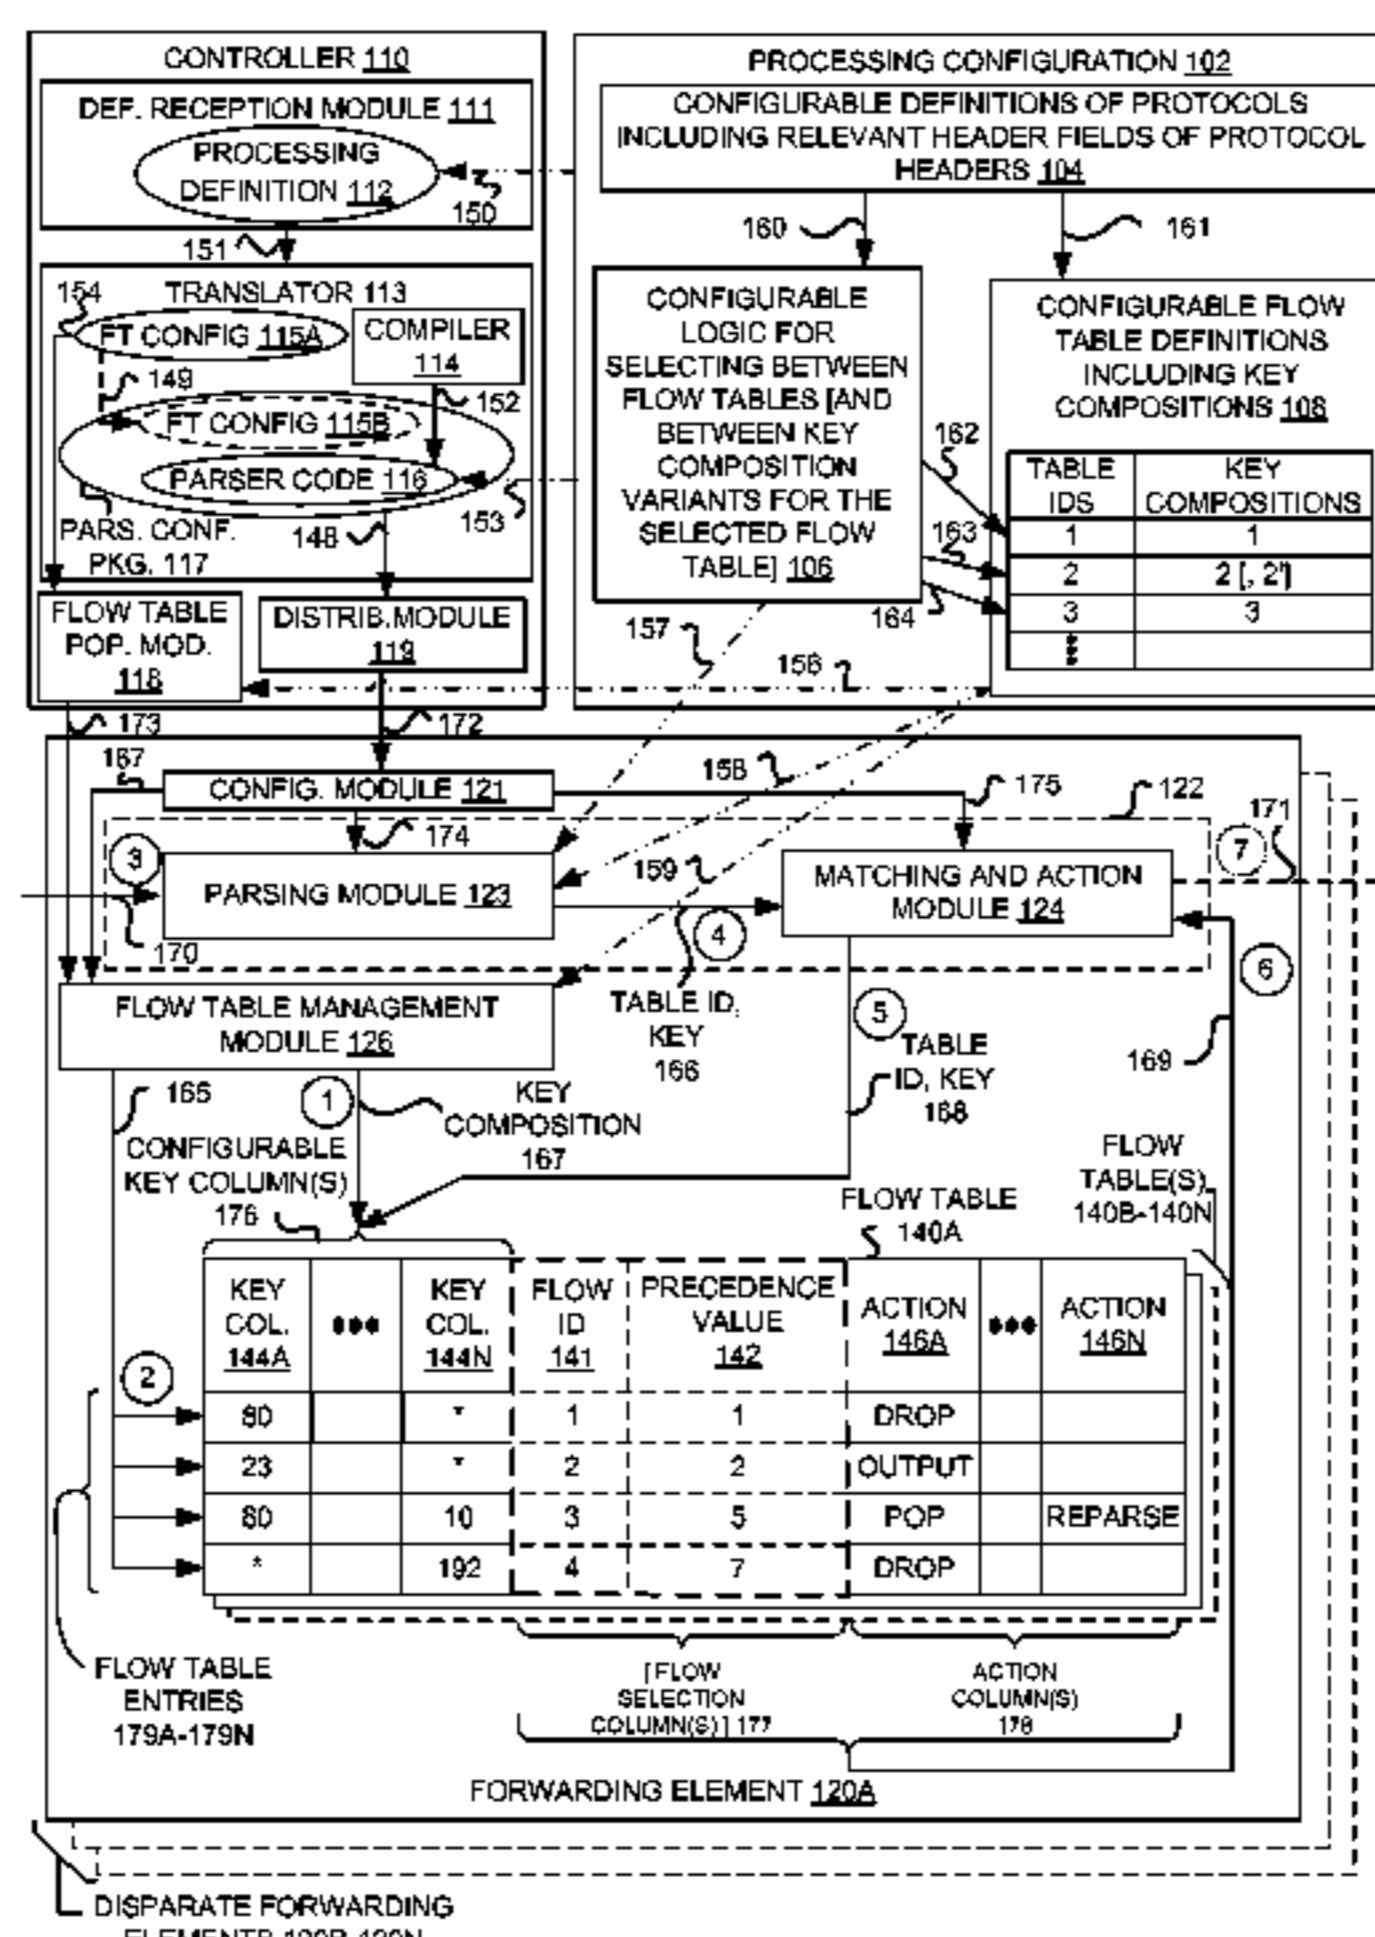 CONTROLLER 110
DEF. RECEPTION MODULE 111
PROCESSING
DEFINITION 112
150
151
TRANSLATOR 113
154
FT CONFIG 115A
COMPILER
114
149
152
FT CONFIG 115B
PARSER CODE 116
153
PARS. CONF.
PKG. 117
148
FLOW TABLE
POP. MOD.
118
DISTRIB.MODULE
119
173
172
PROCESSING CONFIGURATION 102
CONFIGURABLE DEFINITIONS OF PROTOCOLS
INCLUDING RELEVANT HEADER FIELDS OF PROTOCOL
HEADERS 104
160
161
CONFIGURABLE
LOGIC FOR
SELECTING BETWEEN
FLOW TABLES [AND
BETWEEN KEY
COMPOSITION
VARIANTS FOR THE
SELECTED FLOW
TABLE] 106
CONFIGURABLE FLOW
TABLE DEFINITIONS
INCLUDING KEY
COMPOSITIONS 108
162
163
164
TABLE
IDS
KEY
COMPOSITIONS
1 1
2 2 [, 2']
3 3
157
156
167
CONFIG. MODULE 121
158
175
122
171
174
3
PARSING MODULE 123
159
MATCHING AND ACTION
MODULE 124
7
170
4
6
FLOW TABLE MANAGEMENT
MODULE 126
TABLE ID,
KEY
166
5
TABLE
ID, KEY
168
169
165
1
KEY
COMPOSITION
167
CONFIGURABLE
KEY COLUMN(S)
176
FLOW TABLE
140A
FLOW
TABLE(S)
140B-140N
KEY
COL.
144A
●●●
KEY
COL.
144N
FLOW
ID
141
PRECEDENCE
VALUE
142
ACTION
146A
●●●
ACTION
146N
2
80 * 1 1 DROP
23 * 2 2 OUTPUT
80 10 3 5 POP REPARSE
* 192 4 7 DROP
FLOW TABLE
ENTRIES
179A-179N
[FLOW
SELECTION
COLUMN(S)] 177
ACTION
COLUMN(S)
178
FORWARDING ELEMENT 120A
DISPARATE FORWARDING
ELEMENTS 120B-120N